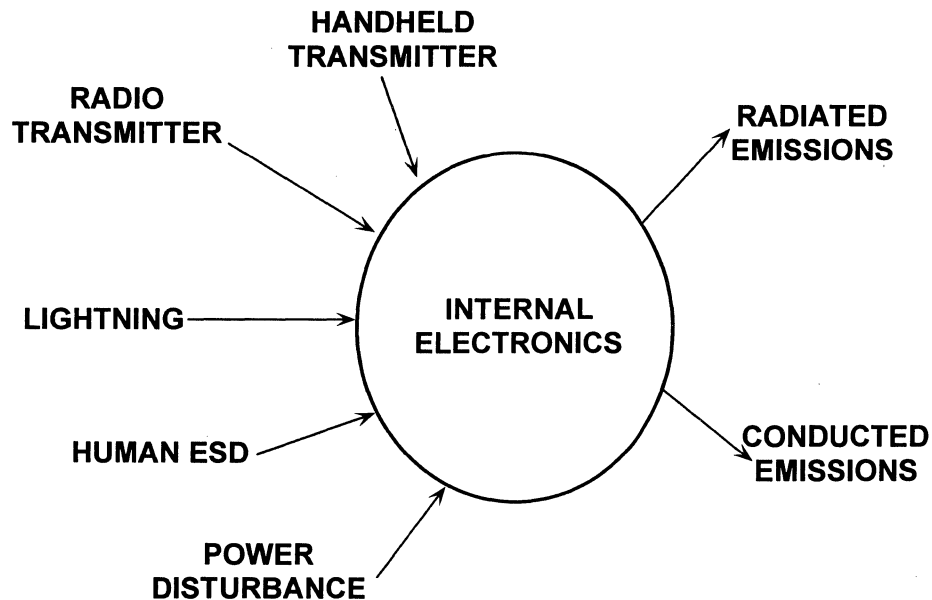 HANDHELD
TRANSMITTER
RADIO
TRANSMITTER
RADIATED
EMISSIONS
LIGHTNING
INTERNAL
ELECTRONICS
HUMAN ESD
CONDUCTED
EMISSIONS
POWER
DISTURBANCE